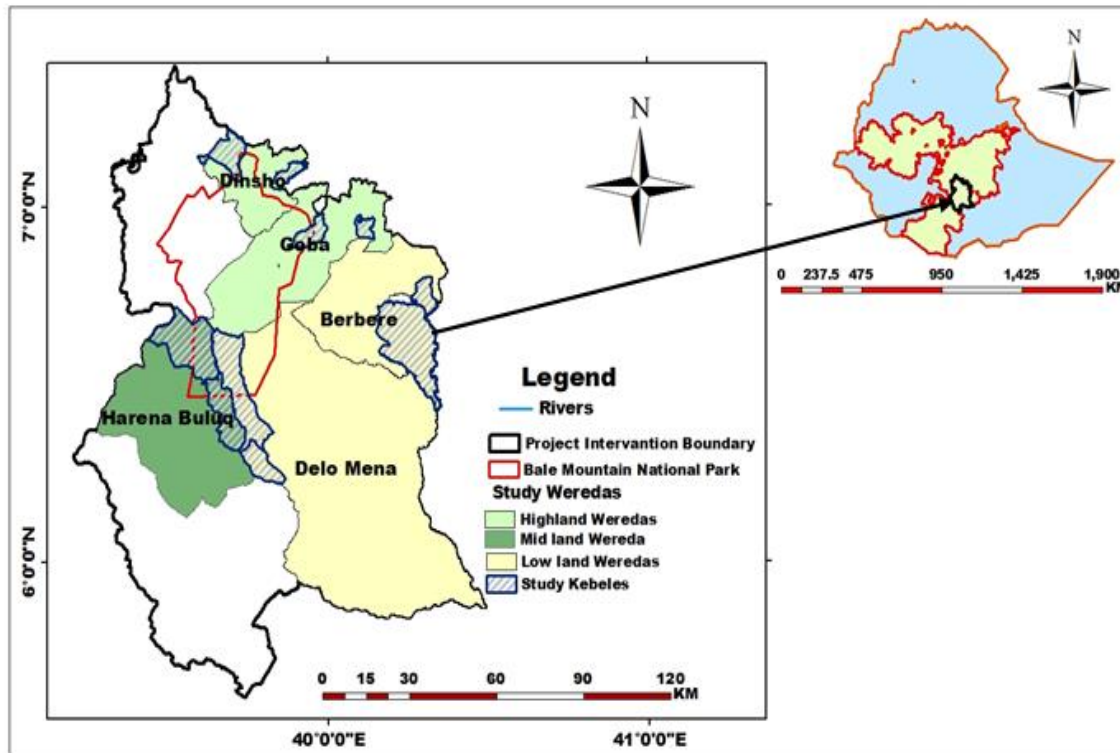 N
N
Dinsho
Goba
Berbere
Harena Buluq
Delo Mena
7°0'0"N
6°0'0"N
40°0'0"E
41°0'0"E
0 15 30 60 90 120
KM
0 237.5 475 950 1,425 1,900
KM
Legend
Rivers
Project Intervantion Boundary
Bale Mountain National Park
Study Weredas
Highland Weredas
Mid land Wereda
Low land Weredas
Study Kebeles